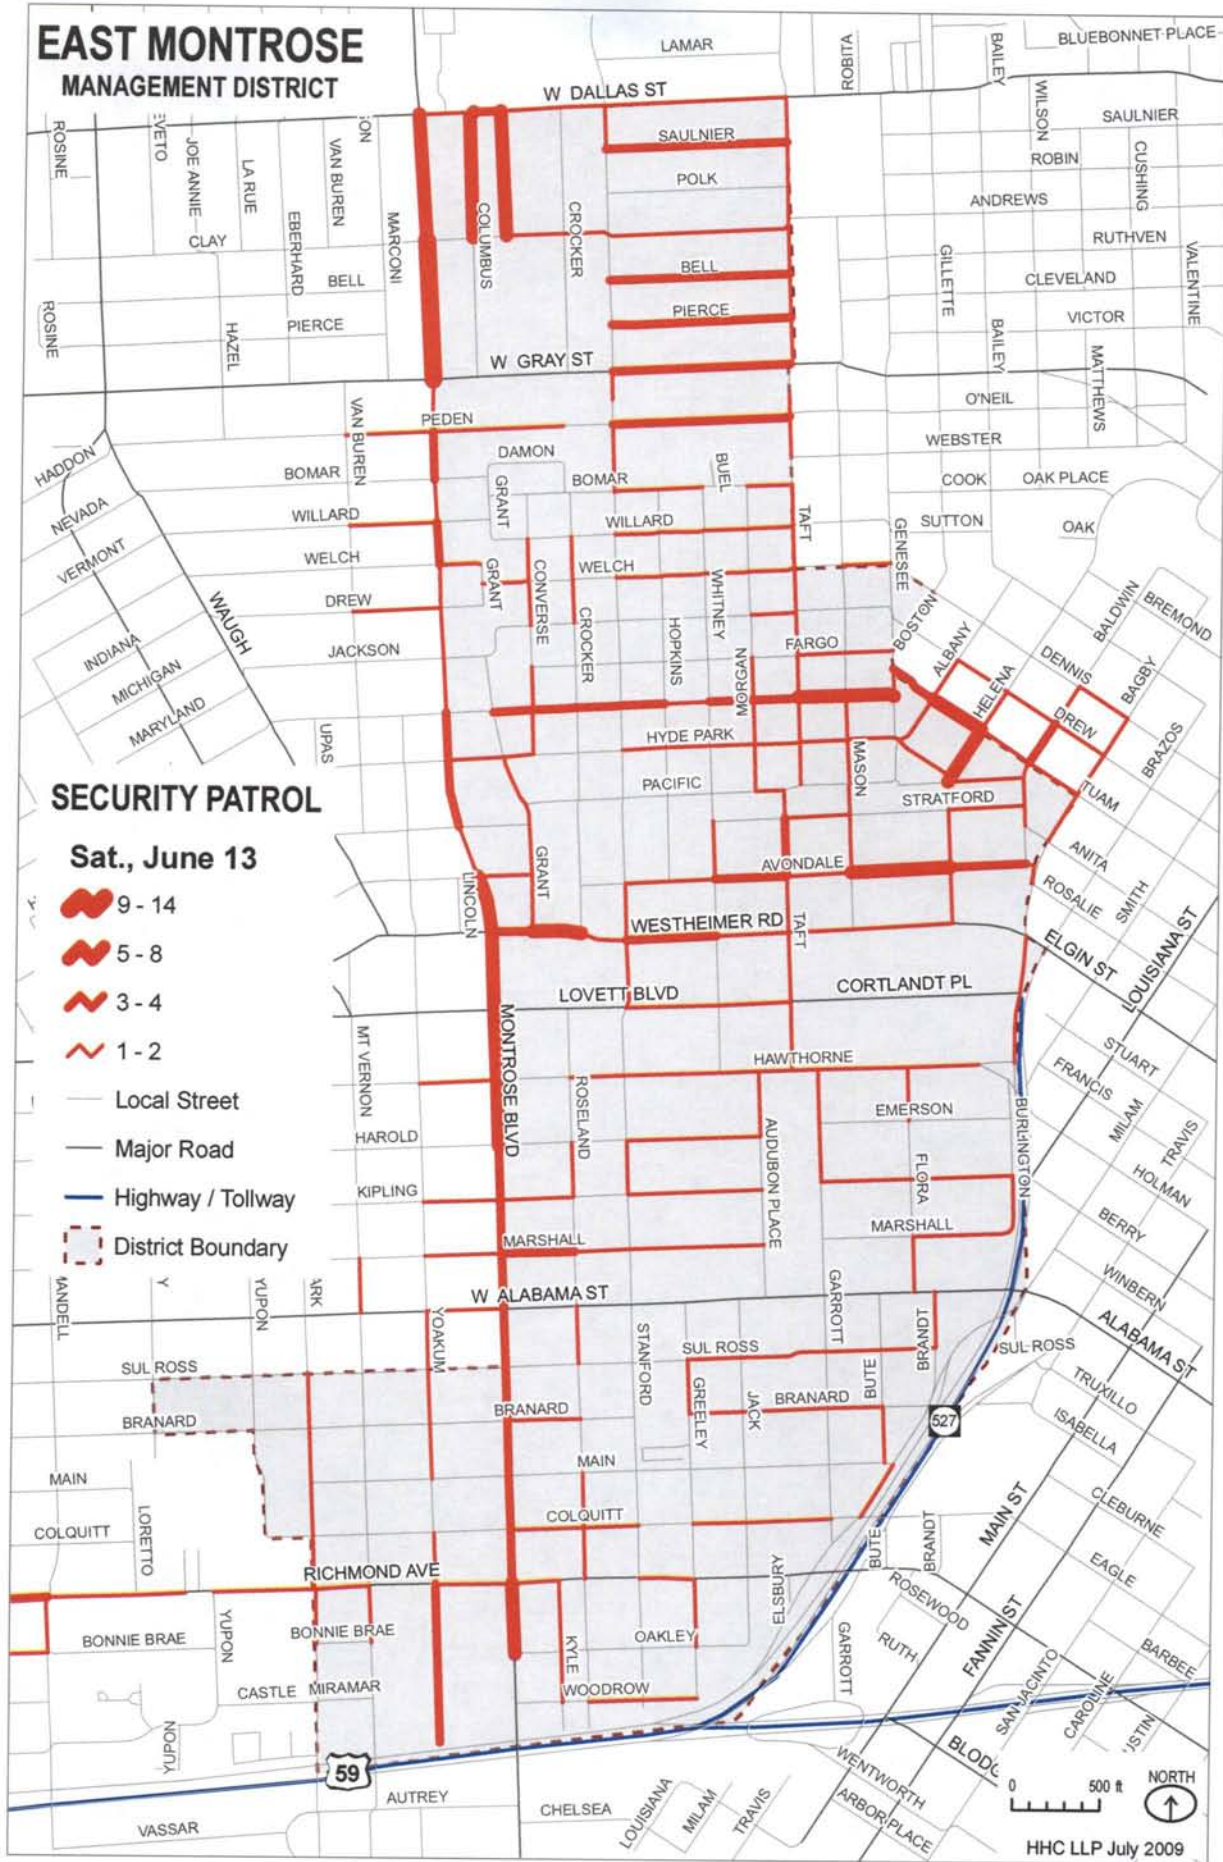 EAST MONTROSE
MANAGEMENT DISTRICT
LAMAR
ROBITA
BAILEY
BLUEBONNET PLACE
W DALLAS ST
ROSINE
EVETO
JOE ANNIE
LA RUE
VAN BUREN
ON
SAULNIER
WILSON
SAULNIER
POLK
ROBIN
CUSHING
ANDREWS
CLAY
EBERHARD
MARCONI
COLUMBUS
CROCKER
RUTHVEN
BELL
BELL
GILLETTE
CLEVELAND
VALENTINE
ROSINE
HAZEL
PIERCE
PIERCE
BAILEY
VICTOR
MATTHEWS
W GRAY ST
O'NEIL
VAN BUREN
PEDEN
WEBSTER
HADDON
DAMON
BOMAR
GRANT
BOMAR
BUEL
COOK
OAK PLACE
NEVADA
WILLARD
WILLARD
TAFT
GENESEE
SUTTON
OAK
VERMONT
WELCH
GRANT
CONVERSE
WELCH
WHITNEY
WAUGH
DREW
CROCKER
HOPKINS
BOSTON
ALBANY
BALDWIN
BREMOND
INDIANA
JACKSON
FARGO
DENNIS
MICHIGAN
MORGAN
HELENA
BAGBY
MARYLAND
DREW
UPAS
HYDE PARK
MASON
BRAZOS
PACIFIC
STRATFORD
TUAM
SECURITY PATROL
Sat., June 13
9 - 14
5 - 8
3 - 4
1 - 2
Local Street
Major Road
Highway / Tollway
District Boundary
GRANT
AVONDALE
ANITA
LINCOLN
ROSALIE
SMITH
WESTHEIMER RD
TAFT
ELGIN ST
LOUISIANA ST
LOVETT BLVD
CORTLANDT PL
MT VERNON
MONTROSE BLVD
HAWTHORNE
STUART
ROSELAND
FRANCIS
EMERSON
BURLINGTON
MILAM
TRAVIS
HAROLD
AUDUBON PLACE
FLORA
HOLMAN
KIPLING
MARSHALL
MARSHALL
BERRY
WINBERN
W ALABAMA ST
GARROTT
BRANDT
ALABAMA ST
MANDELL
Y
YUPON
ARK
YOAKUM
STANFORD
SUL ROSS
SUL ROSS
SUL ROSS
BUTE
TRUXILLO
BRANARD
BRANARD
GREELEY
JACK
BRANARD
527
ISABELLA
MAIN
MAIN
MAIN ST
CLEBURNE
COLQUITT
LORETTO
COLQUITT
BUTE
BRANDT
EAGLE
RICHMOND AVE
ELSBURY
ROSEWOOD
FANNIN ST
YUPON
BONNIE BRAE
BONNIE BRAE
KYLE
OAKLEY
GARROTT
RUTH
BARBEE
CASTLE
MIRAMAR
WOODROW
SAN JACINTO
CAROLINE
USTIN
YUPON
59
BLODG
WENTWORTH
AUTREY
CHELSEA
LOUISIANA
MILAM
TRAVIS
ARBOR PLACE
VASSAR
0
500 ft
NORTH
HHC LLP July 2009